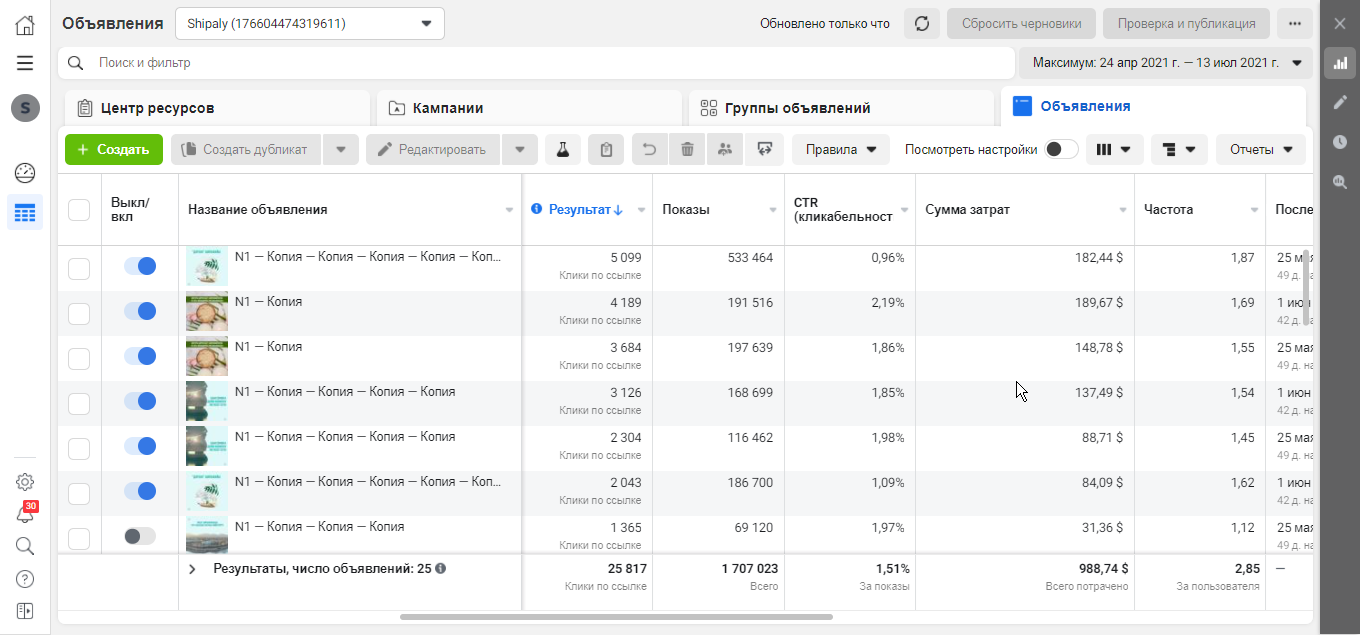 Объявления
Shipaly (176604474319611)
Обновлено только что
Сбросить черновики
Проверка и публикация
Поиск и фильтр
Максимум: 24 апр 2021 г. — 13 июл 2021 г.
S
Центр ресурсов
Кампании
Группы объявлений
Объявления
+ Создать
Создать дубликат
Редактировать
Правила
Посмотреть настройки
Отчеты
Выкл/
вкл
Название объявления
Результат↓
Показы
CTR
(кликабельност
Сумма затрат
Частота
После
N1 — Копия — Копия — Копия — Копия — Коп...
5 099
Клики по ссылке
533 464
0,96%
182,44 $
1,87
25 ма
49 д. на
N1 — Копия
4 189
Клики по ссылке
191 516
2,19%
189,67 $
1,69
1 июн
42 д. на
N1 — Копия
3 684
Клики по ссылке
197 639
1,86%
148,78 $
1,55
25 мая
49 д. на
N1 — Копия — Копия — Копия — Копия
3 126
Клики по ссылке
168 699
1,85%
137,49 $
1,54
1 июн
42 д. на
N1 — Копия — Копия — Копия — Копия
2 304
Клики по ссылке
116 462
1,98%
88,71 $
1,45
25 мая
49 д. на
N1 — Копия — Копия — Копия — Копия — Коп...
2 043
Клики по ссылке
186 700
1,09%
84,09 $
1,62
1 июн
42 д. на
N1 — Копия — Копия — Копия
1 365
Клики по ссылке
69 120
1,97%
31,36 $
1,12
25 мая
49 д. на
30
Результаты, число объявлений: 25
25 817
Клики по ссылке
1 707 023
Всего
1,51%
За показы
988,74 $
Всего потрачено
2,85
За пользователя
—